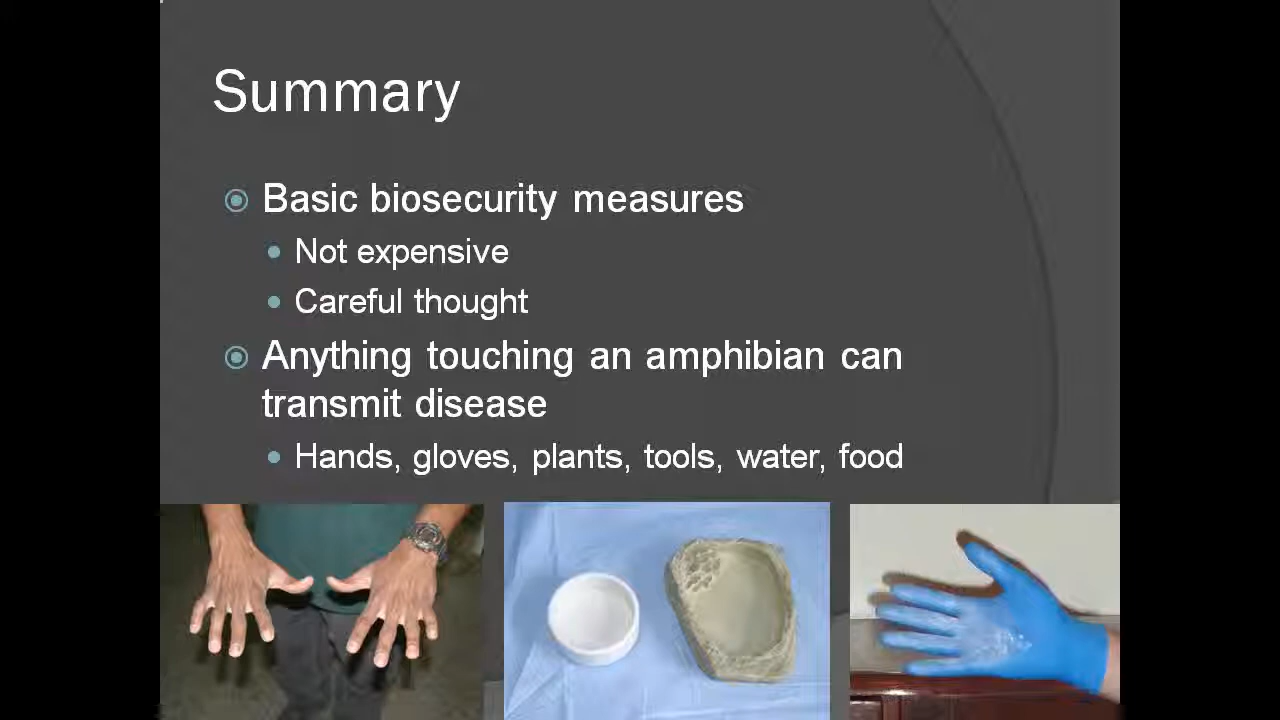 Summary
Basic biosecurity measures
Not expensive
Careful thought
Anything touching an amphibian can
transmit disease
Hands, gloves, plants, tools, water, food